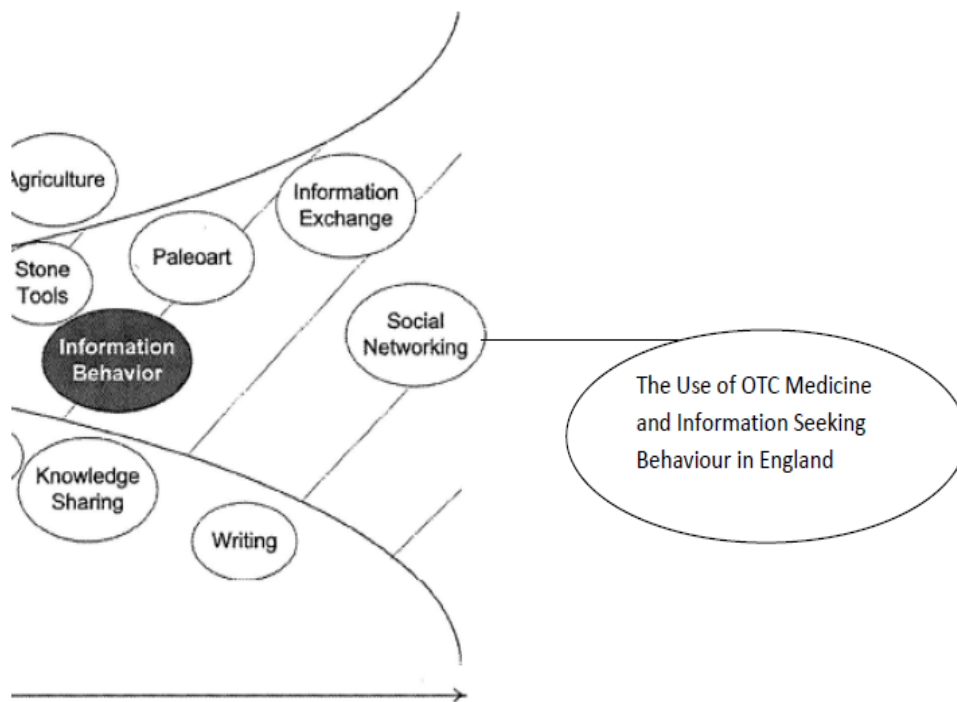 Agriculture
Information
Exchange
Paleoart
Stone
Tools
Information
Behavior
Social
Networking
The Use of OTC Medicine
and Information Seeking
Behaviour in England
Knowledge
Sharing
Writing